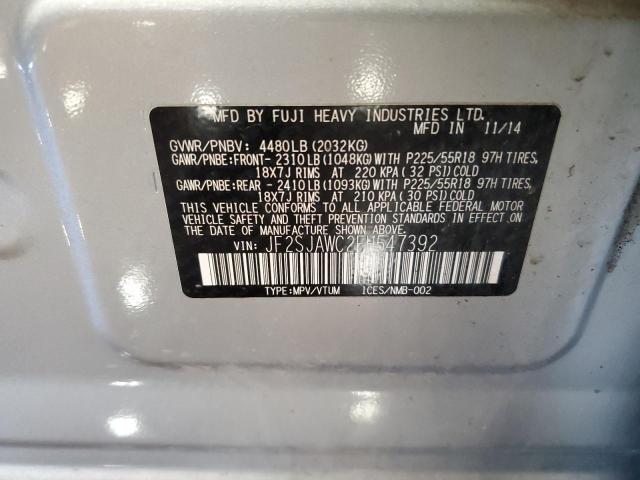 MFD BY FUJI HEAVY INDUSTRIES LTD.
MFD IN 11/14
GVWR/PNBV: 4480LB(2032KG)
GAWR/PNBE:FRONT- 2310LB(1048KG)WITH P225/55R18 97H TIRES,
18X7J RIMS AT 220 KPA(32 PSI)COLD
GAWR/PNBE:REAR - 2410LB(1093KG)WITH P225/55R18 97H TIRES,
18X7J RIMS AT 210 KPA(30 PSI)COLD
THIS VEHICLE CONFORMS TO ALL APPLICABLE FEDERAL MOTOR
VEHICLE SAFETY AND THEFT PREVENTION STANDARDS IN EFFECT ON
THE DATE OF MANUFACTURE SHOWN ABOVE.
VIN: JF2SJAWC2FH547392
TYPE:MPV/VTUM ICES/NMB-002